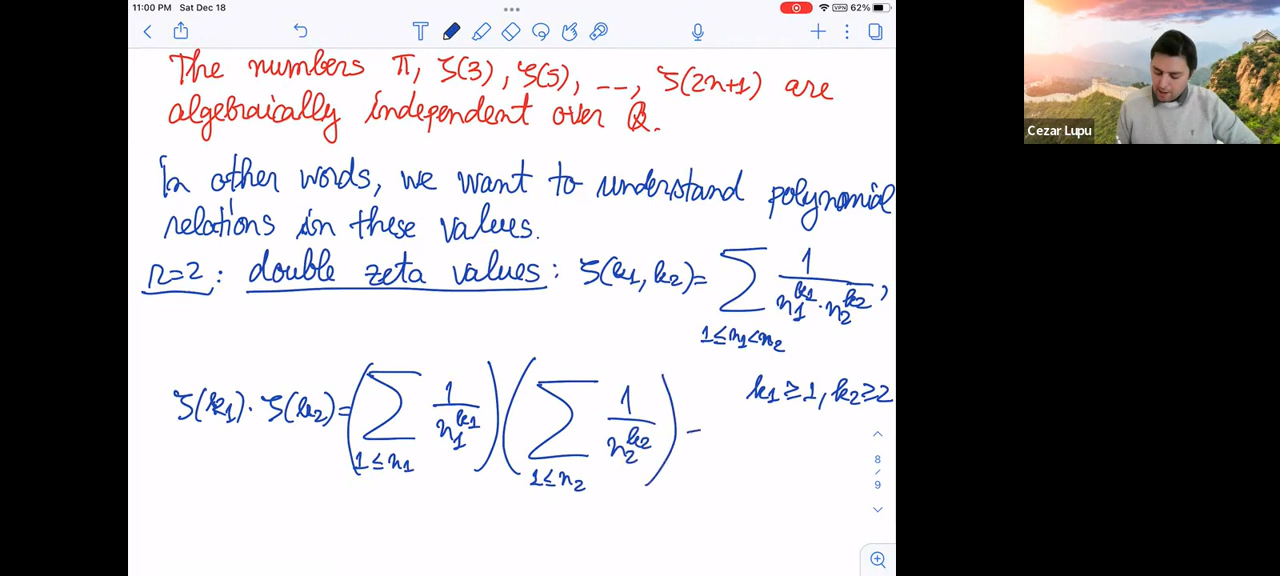 11:00 PM Sat Dec 18
VPN 62%
The numbers π, ζ(3), ζ(5), ---, ζ(2n+1) are
algebraically independent over Q.
In other words, we want to understand polynomial
relations in these values.
r=2 : double zeta values : ζ(k1, k2) = ∑_{1≤n1<n2} 1/(n1^k1 · n2^k2),
k1 ≥ 1, k2 ≥ 2
ζ(k1) · ζ(k2) = (∑_{1≤n1} 1/n1^k1) (∑_{1≤n2} 1/n2^k2) –
8
/
9
Cezar Lupu